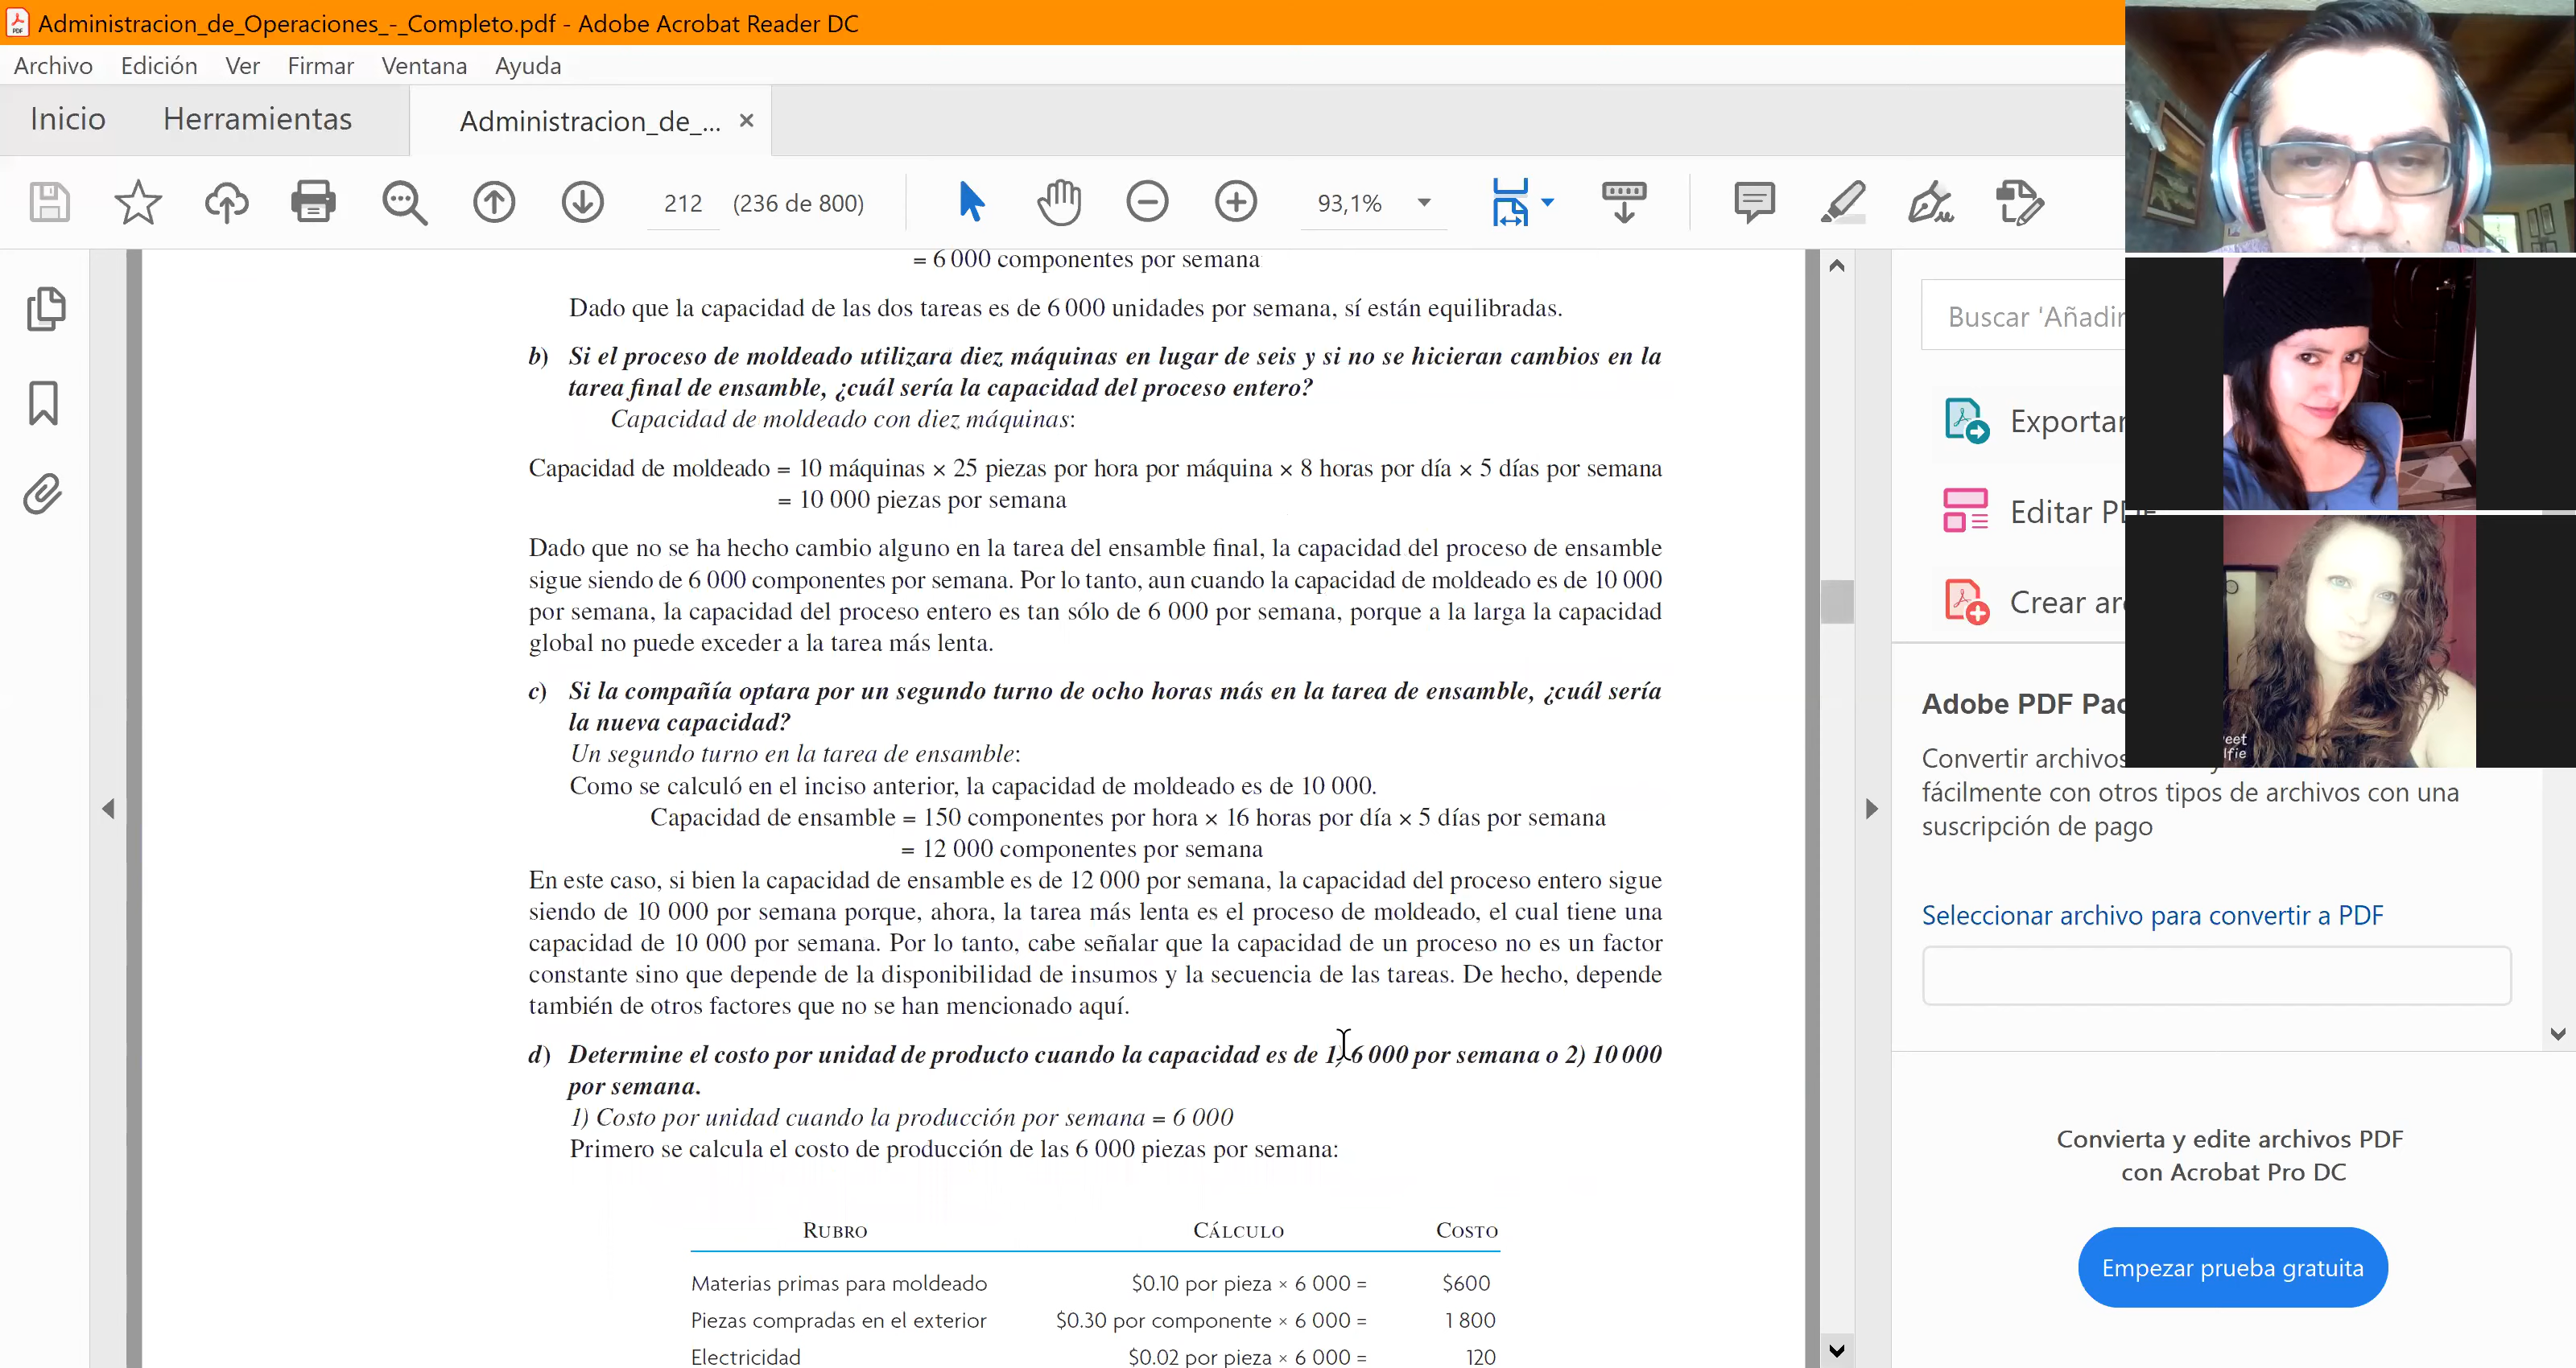 Administracion_de_Operaciones_-_Completo.pdf - Adobe Acrobat Reader DC
Archivo Edición Ver Firmar Ventana Ayuda
Inicio Herramientas Administracion_de_... ×
212 (236 de 800) 93,1%
= 6 000 componentes por semana
Dado que la capacidad de las dos tareas es de 6 000 unidades por semana, sí están equilibradas.
b) Si el proceso de moldeado utilizara diez máquinas en lugar de seis y si no se hicieran cambios en la
tarea final de ensamble, ¿cuál sería la capacidad del proceso entero?
Capacidad de moldeado con diez máquinas:
Capacidad de moldeado = 10 máquinas × 25 piezas por hora por máquina × 8 horas por día × 5 días por semana
= 10 000 piezas por semana
Dado que no se ha hecho cambio alguno en la tarea del ensamble final, la capacidad del proceso de ensamble
sigue siendo de 6 000 componentes por semana. Por lo tanto, aun cuando la capacidad de moldeado es de 10 000
por semana, la capacidad del proceso entero es tan sólo de 6 000 por semana, porque a la larga la capacidad
global no puede exceder a la tarea más lenta.
c) Si la compañía optara por un segundo turno de ocho horas más en la tarea de ensamble, ¿cuál sería
la nueva capacidad?
Un segundo turno en la tarea de ensamble:
Como se calculó en el inciso anterior, la capacidad de moldeado es de 10 000.
Capacidad de ensamble = 150 componentes por hora × 16 horas por día × 5 días por semana
= 12 000 componentes por semana
En este caso, si bien la capacidad de ensamble es de 12 000 por semana, la capacidad del proceso entero sigue
siendo de 10 000 por semana porque, ahora, la tarea más lenta es el proceso de moldeado, el cual tiene una
capacidad de 10 000 por semana. Por lo tanto, cabe señalar que la capacidad de un proceso no es un factor
constante sino que depende de la disponibilidad de insumos y la secuencia de las tareas. De hecho, depende
también de otros factores que no se han mencionado aquí.
d) Determine el costo por unidad de producto cuando la capacidad es de 1) 6 000 por semana o 2) 10 000
por semana.
1) Costo por unidad cuando la producción por semana = 6 000
Primero se calcula el costo de producción de las 6 000 piezas por semana:
RUBRO CÁLCULO COSTO
Materias primas para moldeado $0.10 por pieza × 6 000 = $600
Piezas compradas en el exterior $0.30 por componente × 6 000 = 1 800
Electricidad $0.02 por pieza × 6 000 = 120
Buscar 'Añadir
Exportar
Editar PDF
Crear ar
Adobe PDF Pac
Convertir archivos y
fácilmente con otros tipos de archivos con una
suscripción de pago
Seleccionar archivo para convertir a PDF
Convierta y edite archivos PDF
con Acrobat Pro DC
Empezar prueba gratuita
eet
lfie